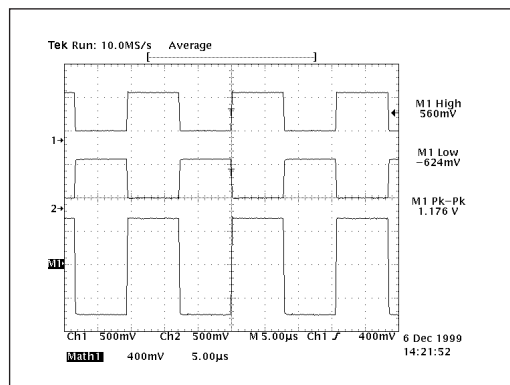 Tek Run: 10.0MS/s Average
M1 High
560mV
1
M1 Low
-624mV
M1 Pk-Pk
1.176 V
2
M1
Ch1 500mV Ch2 500mV M 5.00µs Ch1 ƒ 400mV
Math1 400mV 5.00µs
6 Dec 1999
14:21:52